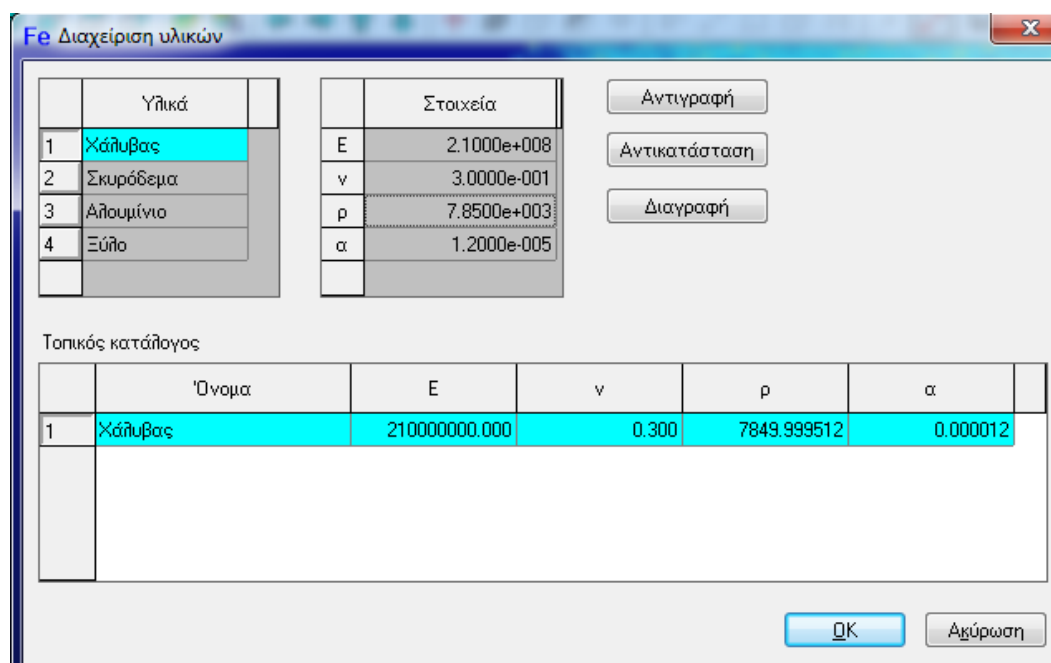 Fe Διαχείριση υλικών
Υλικά
1 Χάλυβας
2 Σκυρόδεμα
3 Αλουμίνιο
4 Ξύλο
Στοιχεία
E 2.1000e+008
ν 3.0000e-001
ρ 7.8500e+003
α 1.2000e-005
Αντιγραφή
Αντικατάσταση
Διαγραφή
Τοπικός κατάλογος
Όνομα E ν ρ α
1 Χάλυβας 210000000.000 0.300 7849.999512 0.000012
OK Ακύρωση